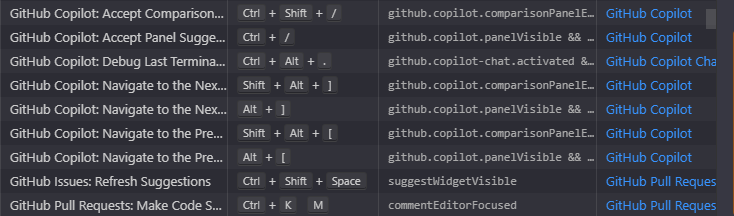 GitHub Copilot: Accept Comparison... Ctrl + Shift + / github.copilot.comparisonPanelE... GitHub Copilot
GitHub Copilot: Accept Panel Sugge... Ctrl + / github.copilot.panelVisible && ... GitHub Copilot
GitHub Copilot: Debug Last Termina... Ctrl + Alt + . github.copilot-chat.activated &... GitHub Copilot Cha
GitHub Copilot: Navigate to the Nex... Shift + Alt + ] github.copilot.comparisonPanelE... GitHub Copilot
GitHub Copilot: Navigate to the Nex... Alt + ] github.copilot.panelVisible && ... GitHub Copilot
GitHub Copilot: Navigate to the Pre... Shift + Alt + [ github.copilot.comparisonPanelE... GitHub Copilot
GitHub Copilot: Navigate to the Pre... Alt + [ github.copilot.panelVisible && ... GitHub Copilot
GitHub Issues: Refresh Suggestions Ctrl + Shift + Space suggestWidgetVisible GitHub Pull Reques
GitHub Pull Requests: Make Code S... Ctrl + K M commentEditorFocused GitHub Pull Reques